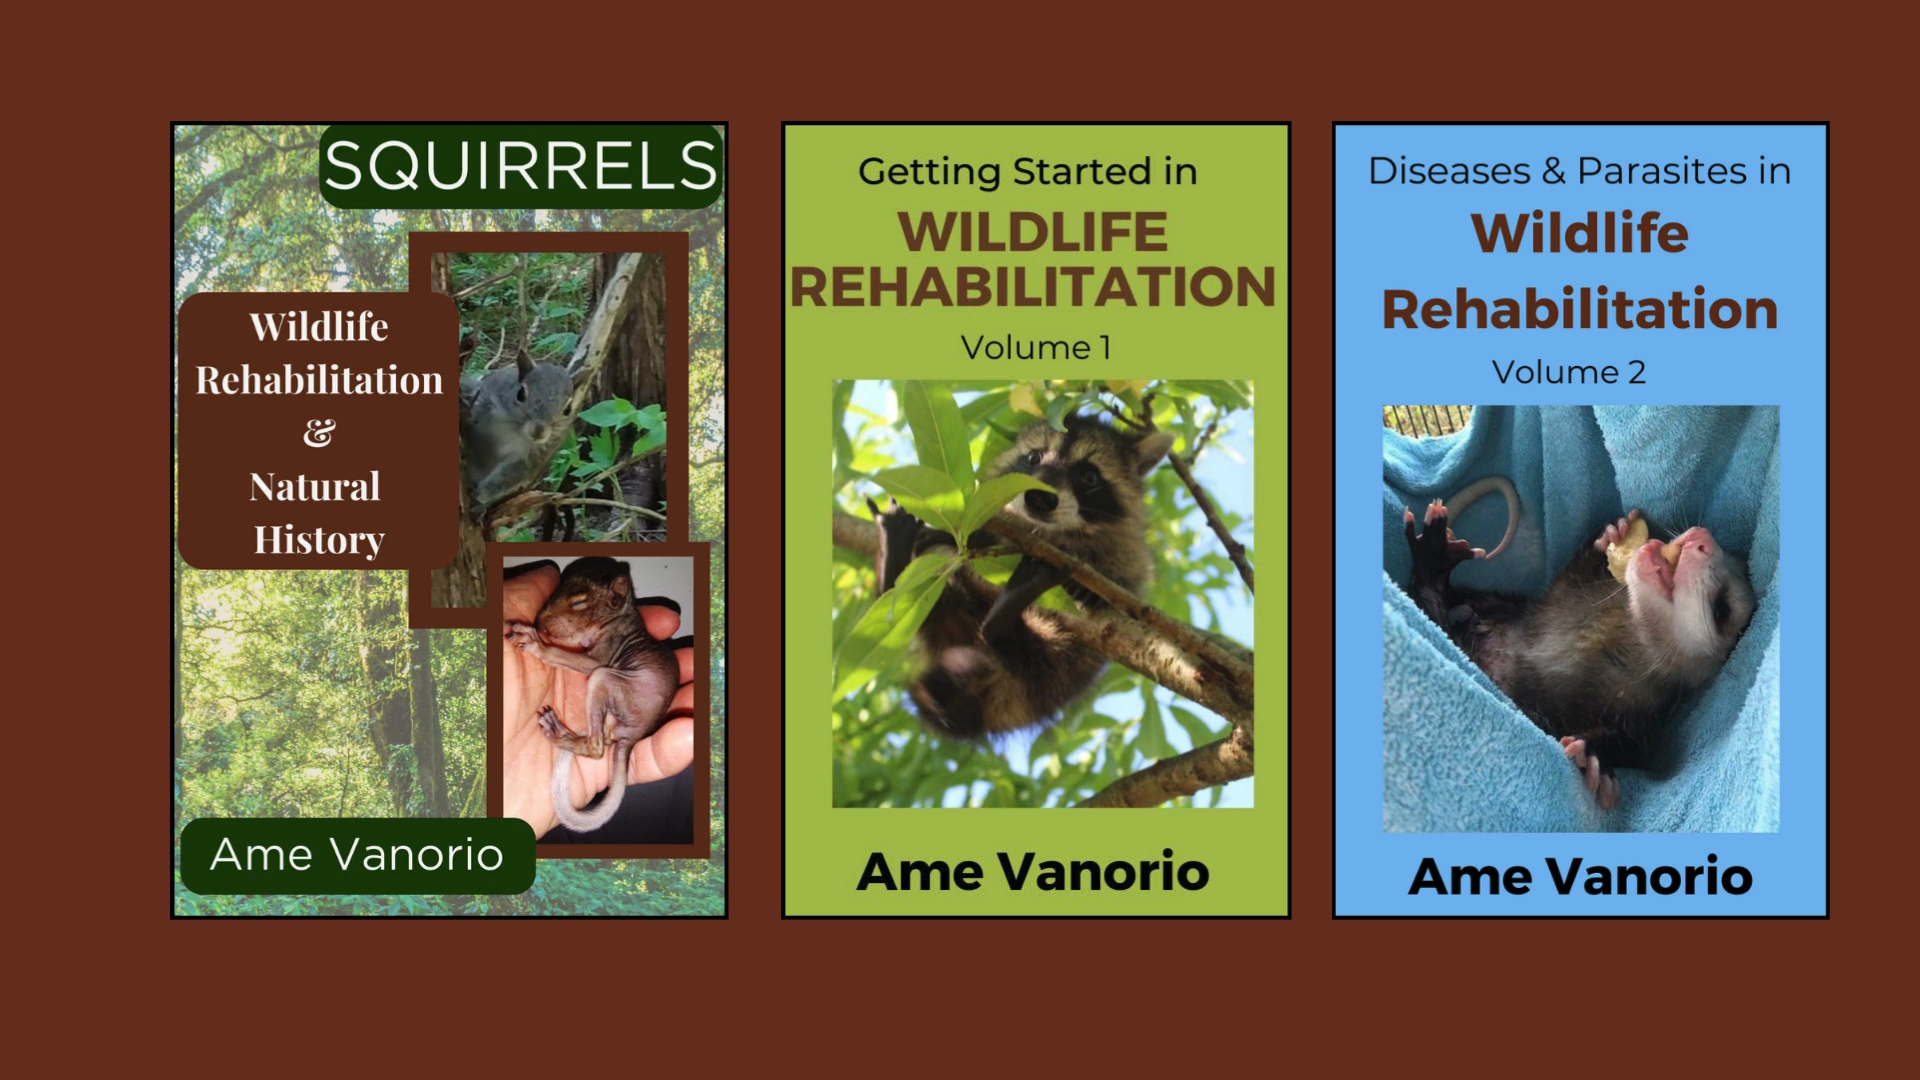 SQUIRRELS
Wildlife
Rehabilitation
&
Natural
History
Ame Vanorio
Getting Started in
WILDLIFE
REHABILITATION
Volume 1
Ame Vanorio
Diseases & Parasites in
Wildlife
Rehabilitation
Volume 2
Ame Vanorio